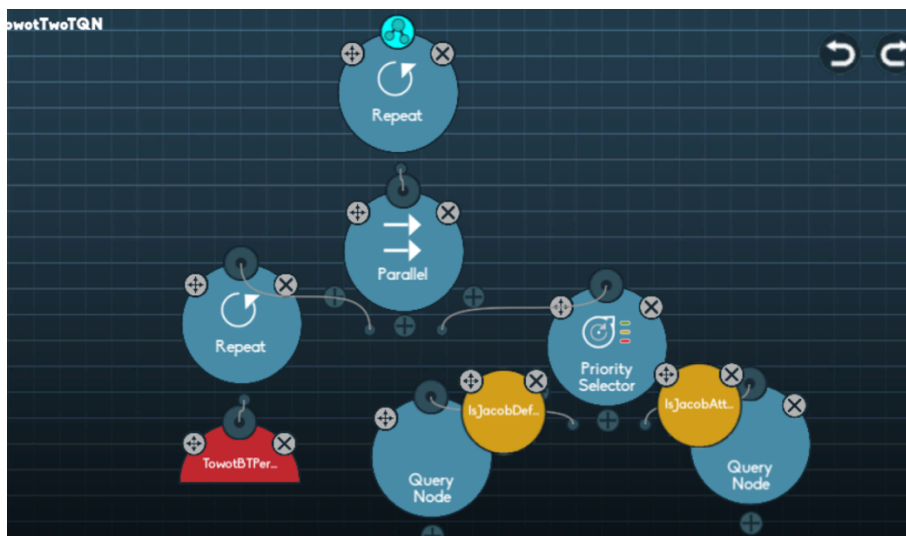 owotTwoTQN
Repeat
Parallel
Repeat
Priority
Selector
IsJacobDef...
IsJacobAtt...
TowotBTPer...
Query
Node
Query
Node